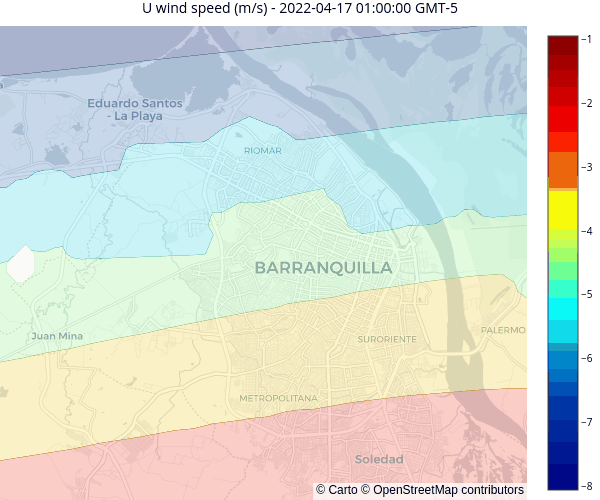 U wind speed (m/s) - 2022-04-17 01:00:00 GMT-5
−1
Eduardo Santos
- La Playa
−2
RIOMAR
−3
−4
BARRANQUILLA
−5
Juan Mina
SURORIENTE
PALERMO
−6
METROPOLITANA
−7
Soledad
−8
© Carto © OpenStreetMap contributors